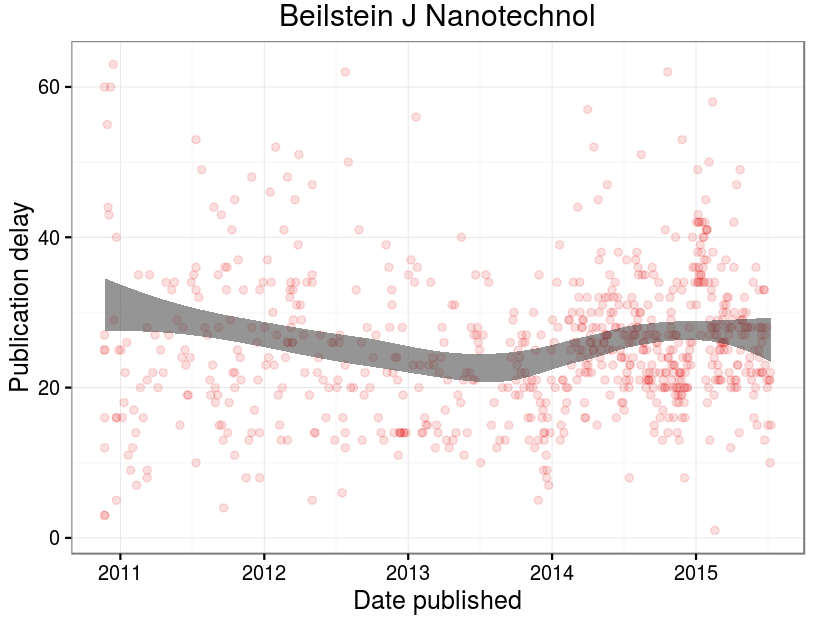 Beilstein J Nanotechnol
60
40
20
0
Publication delay
2011 2012 2013 2014 2015
Date published